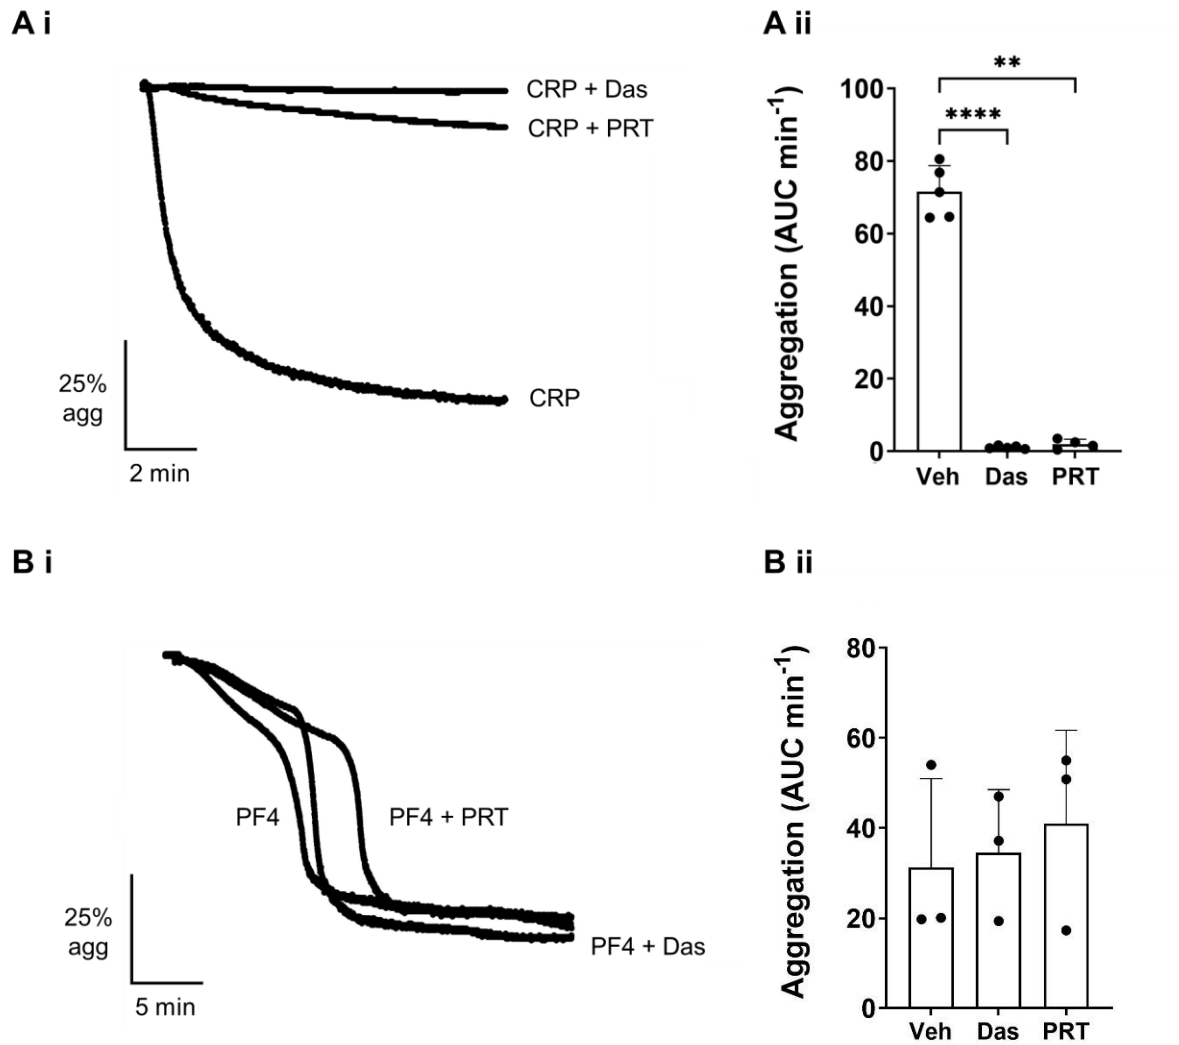 A i
CRP + Das
CRP + PRT
CRP
25%
agg
2 min
A ii
Aggregation (AUC min-1)
100
80
60
40
20
0
**
****
Veh Das PRT
B i
PF4
PF4 + PRT
PF4 + Das
25%
agg
5 min
B ii
Aggregation (AUC min-1)
80
60
40
20
0
Veh Das PRT